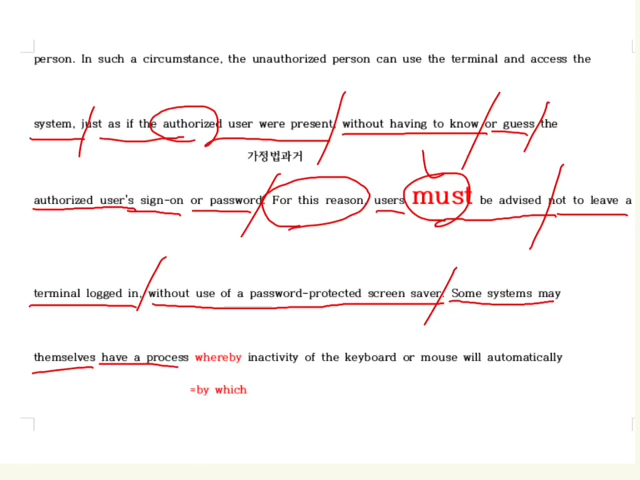 person. In such a circumstance, the unauthorized person can use the terminal and access the
system, just as if the authorized user were present, without having to know or guess the
가정법과거
authorized user's sign-on or password. For this reason, users must be advised not to leave a
terminal logged in, without use of a password-protected screen saver. Some systems may
themselves have a process whereby inactivity of the keyboard or mouse will automatically
=by which